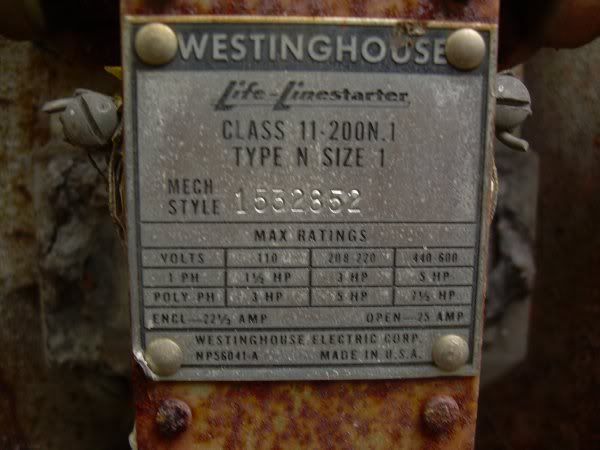 WESTINGHOUSE
Life-Linestarter
CLASS 11-200N.1
TYPE N SIZE 1
MECH STYLE 1532852
MAX RATINGS
VOLTS 110 208-220 440-600
1 PH 1½ HP 3 HP 5 HP
POLY PH 3 HP 5 HP 7½ HP
ENCL-22½ AMP OPEN-25 AMP
WESTINGHOUSE ELECTRIC CORP.
NP56041-A MADE IN U.S.A.